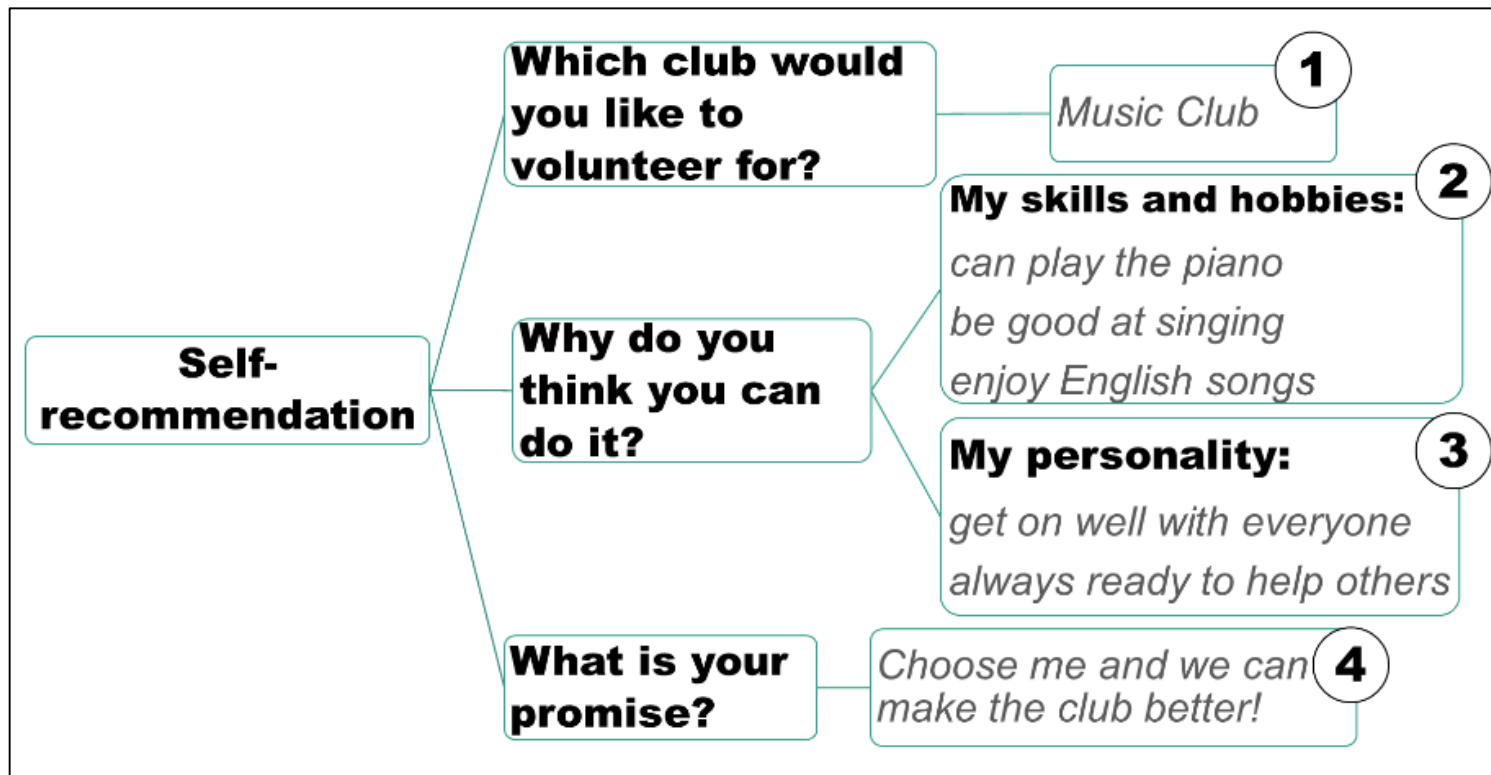 Self-
recommendation
Which club would
you like to
volunteer for?
1
Music Club
Why do you
think you can
do it?
2
My skills and hobbies:
can play the piano
be good at singing
enjoy English songs
3
My personality:
get on well with everyone
always ready to help others
What is your
promise?
4
Choose me and we can
make the club better!